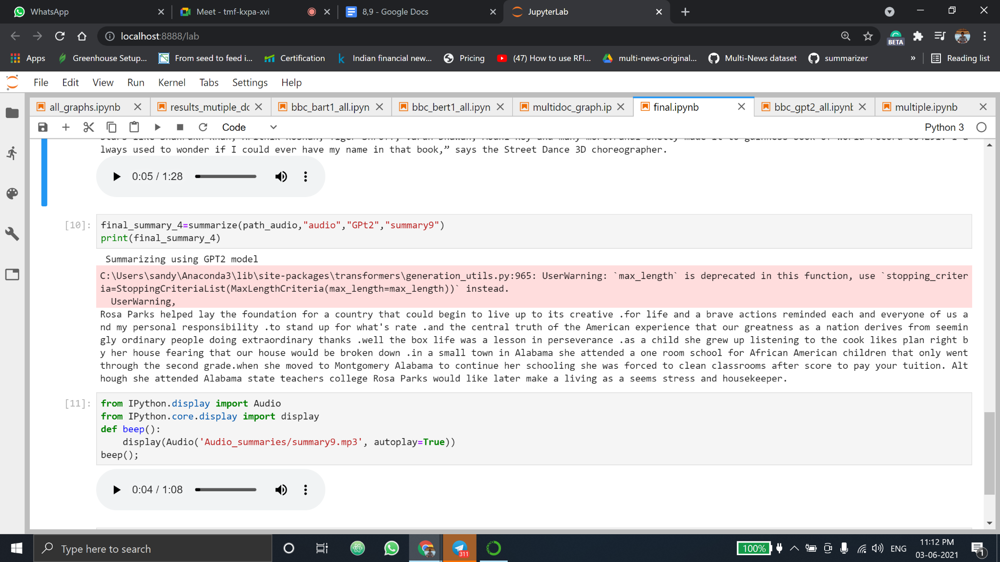 WhatsApp
Meet - tmf-kxpa-xvi
8,9 - Google Docs
JupyterLab
localhost:8888/lab
BETA
Apps
Greenhouse Setup...
From seed to feed i...
Certification
Indian financial new...
Pricing
(47) How to use RFI...
multi-news-original...
Multi-News dataset
summarizer
»
Reading list
File Edit View Run Kernel Tabs Settings Help
all_graphs.ipynb
results_mutiple_dc
bbc_bart1_all.ipyn
bbc_bert1_all.ipyn
multidoc_graph.ip
final.ipynb
bbc_gpt2_all.ipynb
multiple.ipynb
Code
Python 3
lways used to wonder if I could ever have my name in that book,” says the Street Dance 3D choreographer.
0:05 / 1:28
[10]: final_summary_4=summarize(path_audio,"audio","GPt2","summary9")
print(final_summary_4)
Summarizing using GPT2 model
C:\Users\sandy\Anaconda3\lib\site-packages\transformers\generation_utils.py:965: UserWarning: `max_length` is deprecated in this function, use `stopping_criter
ia=StoppingCriteriaList(MaxLengthCriteria(max_length=max_length))` instead.
UserWarning,
Rosa Parks helped lay the foundation for a country that could begin to live up to its creative .for life and a brave actions reminded each and everyone of us a
nd my personal responsibility .to stand up for what's rate .and the central truth of the American experience that our greatness as a nation derives from seemin
gly ordinary people doing extraordinary thanks .well the box life was a lesson in perseverance .as a child she grew up listening to the cook likes plan right b
y her house fearing that our house would be broken down .in a small town in Alabama she attended a one room school for African American children that only went
through the second grade.when she moved to Montgomery Alabama to continue her schooling she was forced to clean classrooms after score to pay your tuition. Alt
hough she attended Alabama state teachers college Rosa Parks would like later make a living as a seems stress and housekeeper.
[11]: from IPython.display import Audio
from IPython.core.display import display
def beep():
display(Audio('Audio_summaries/summary9.mp3', autoplay=True))
beep();
0:04 / 1:08
Type here to search
311
100%
ENG
11:12 PM
03-06-2021
1